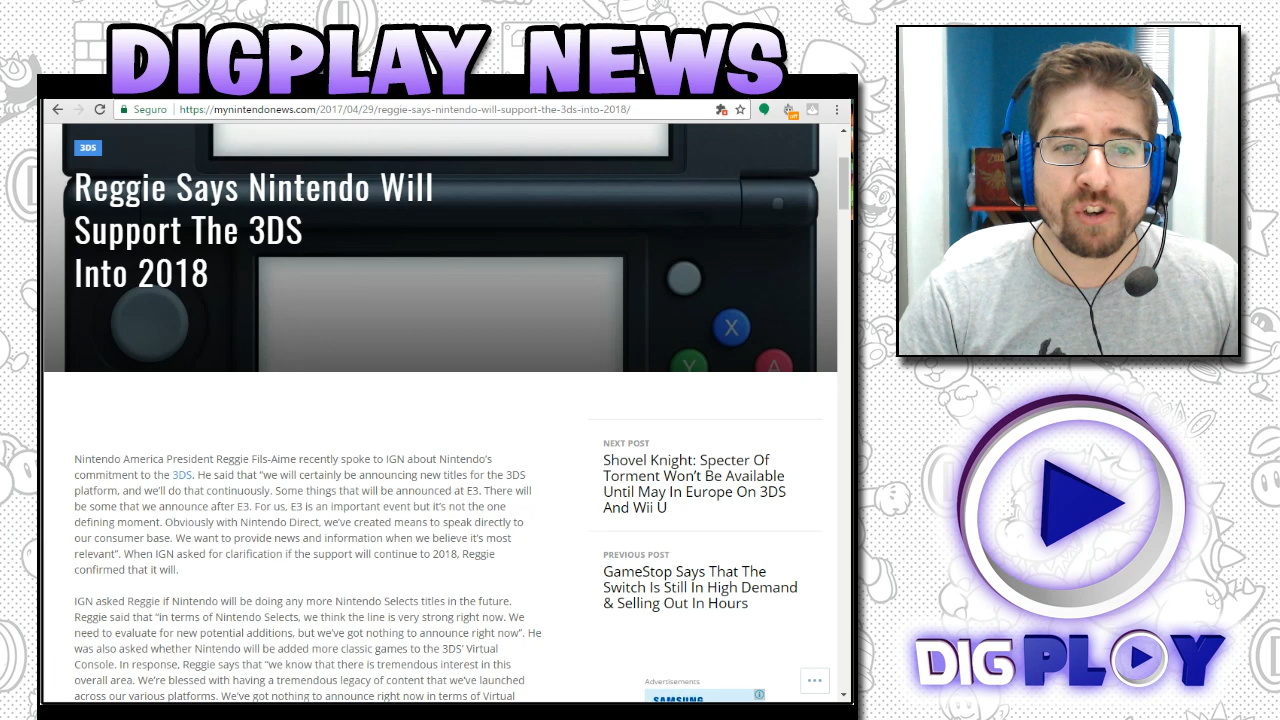 DIGPLAY NEWS
Seguro
https://mynintendonews.com/2017/04/29/reggie-says-nintendo-will-support-the-3ds-into-2018/
off
3DS
Reggie Says Nintendo Will
Support The 3DS
Into 2018
X
Y
A
Nintendo America President Reggie Fils-Aime recently spoke to IGN about Nintendo's
commitment to the 3DS. He said that “we will certainly be announcing new titles for the 3DS
platform, and we’ll do that continuously. Some things that will be announced at E3. There will
be some that we announce after E3. For us, E3 is an important event but it’s not the one
defining moment. Obviously with Nintendo Direct, we’ve created means to speak directly to
our consumer base. We want to provide news and information when we believe it’s most
relevant”. When IGN asked for clarification if the support will continue to 2018, Reggie
confirmed that it will.
IGN asked Reggie if Nintendo will be doing any more Nintendo Selects titles in the future.
Reggie said that “in terms of Nintendo Selects, we think the line is very strong right now. We
need to evaluate for new potential additions, but we’ve got nothing to announce right now”. He
was also asked whether Nintendo will be added more classic games to the 3DS’ Virtual
Console. In response, Reggie says that “we know that there is tremendous interest in this
overall area. We’re blessed with having a tremendous legacy of content that we’ve launched
across our various platforms. We’ve got nothing to announce right now in terms of Virtual
NEXT POST
Shovel Knight: Specter Of
Torment Won’t Be Available
Until May In Europe On 3DS
And Wii U
PREVIOUS POST
GameStop Says That The
Switch Is Still In High Demand
& Selling Out In Hours
Advertisements
SAMSUNG
DIGPLAY